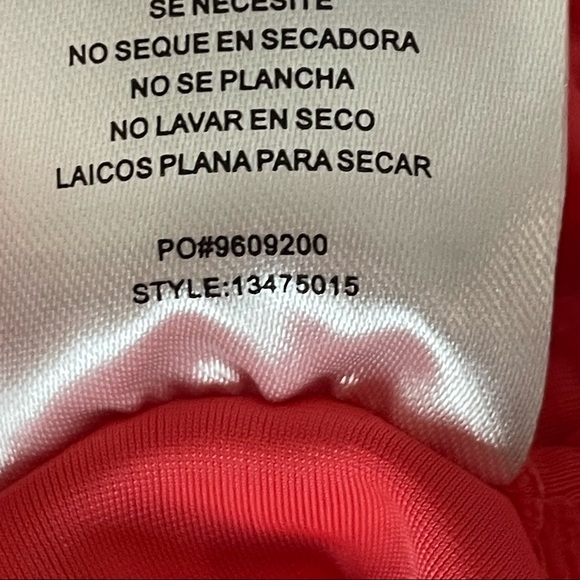 SE NECESITE
NO SEQUE EN SECADORA
NO SE PLANCHA
NO LAVAR EN SECO
LAICOS PLANA PARA SECAR
PO#9609200
STYLE:13475015